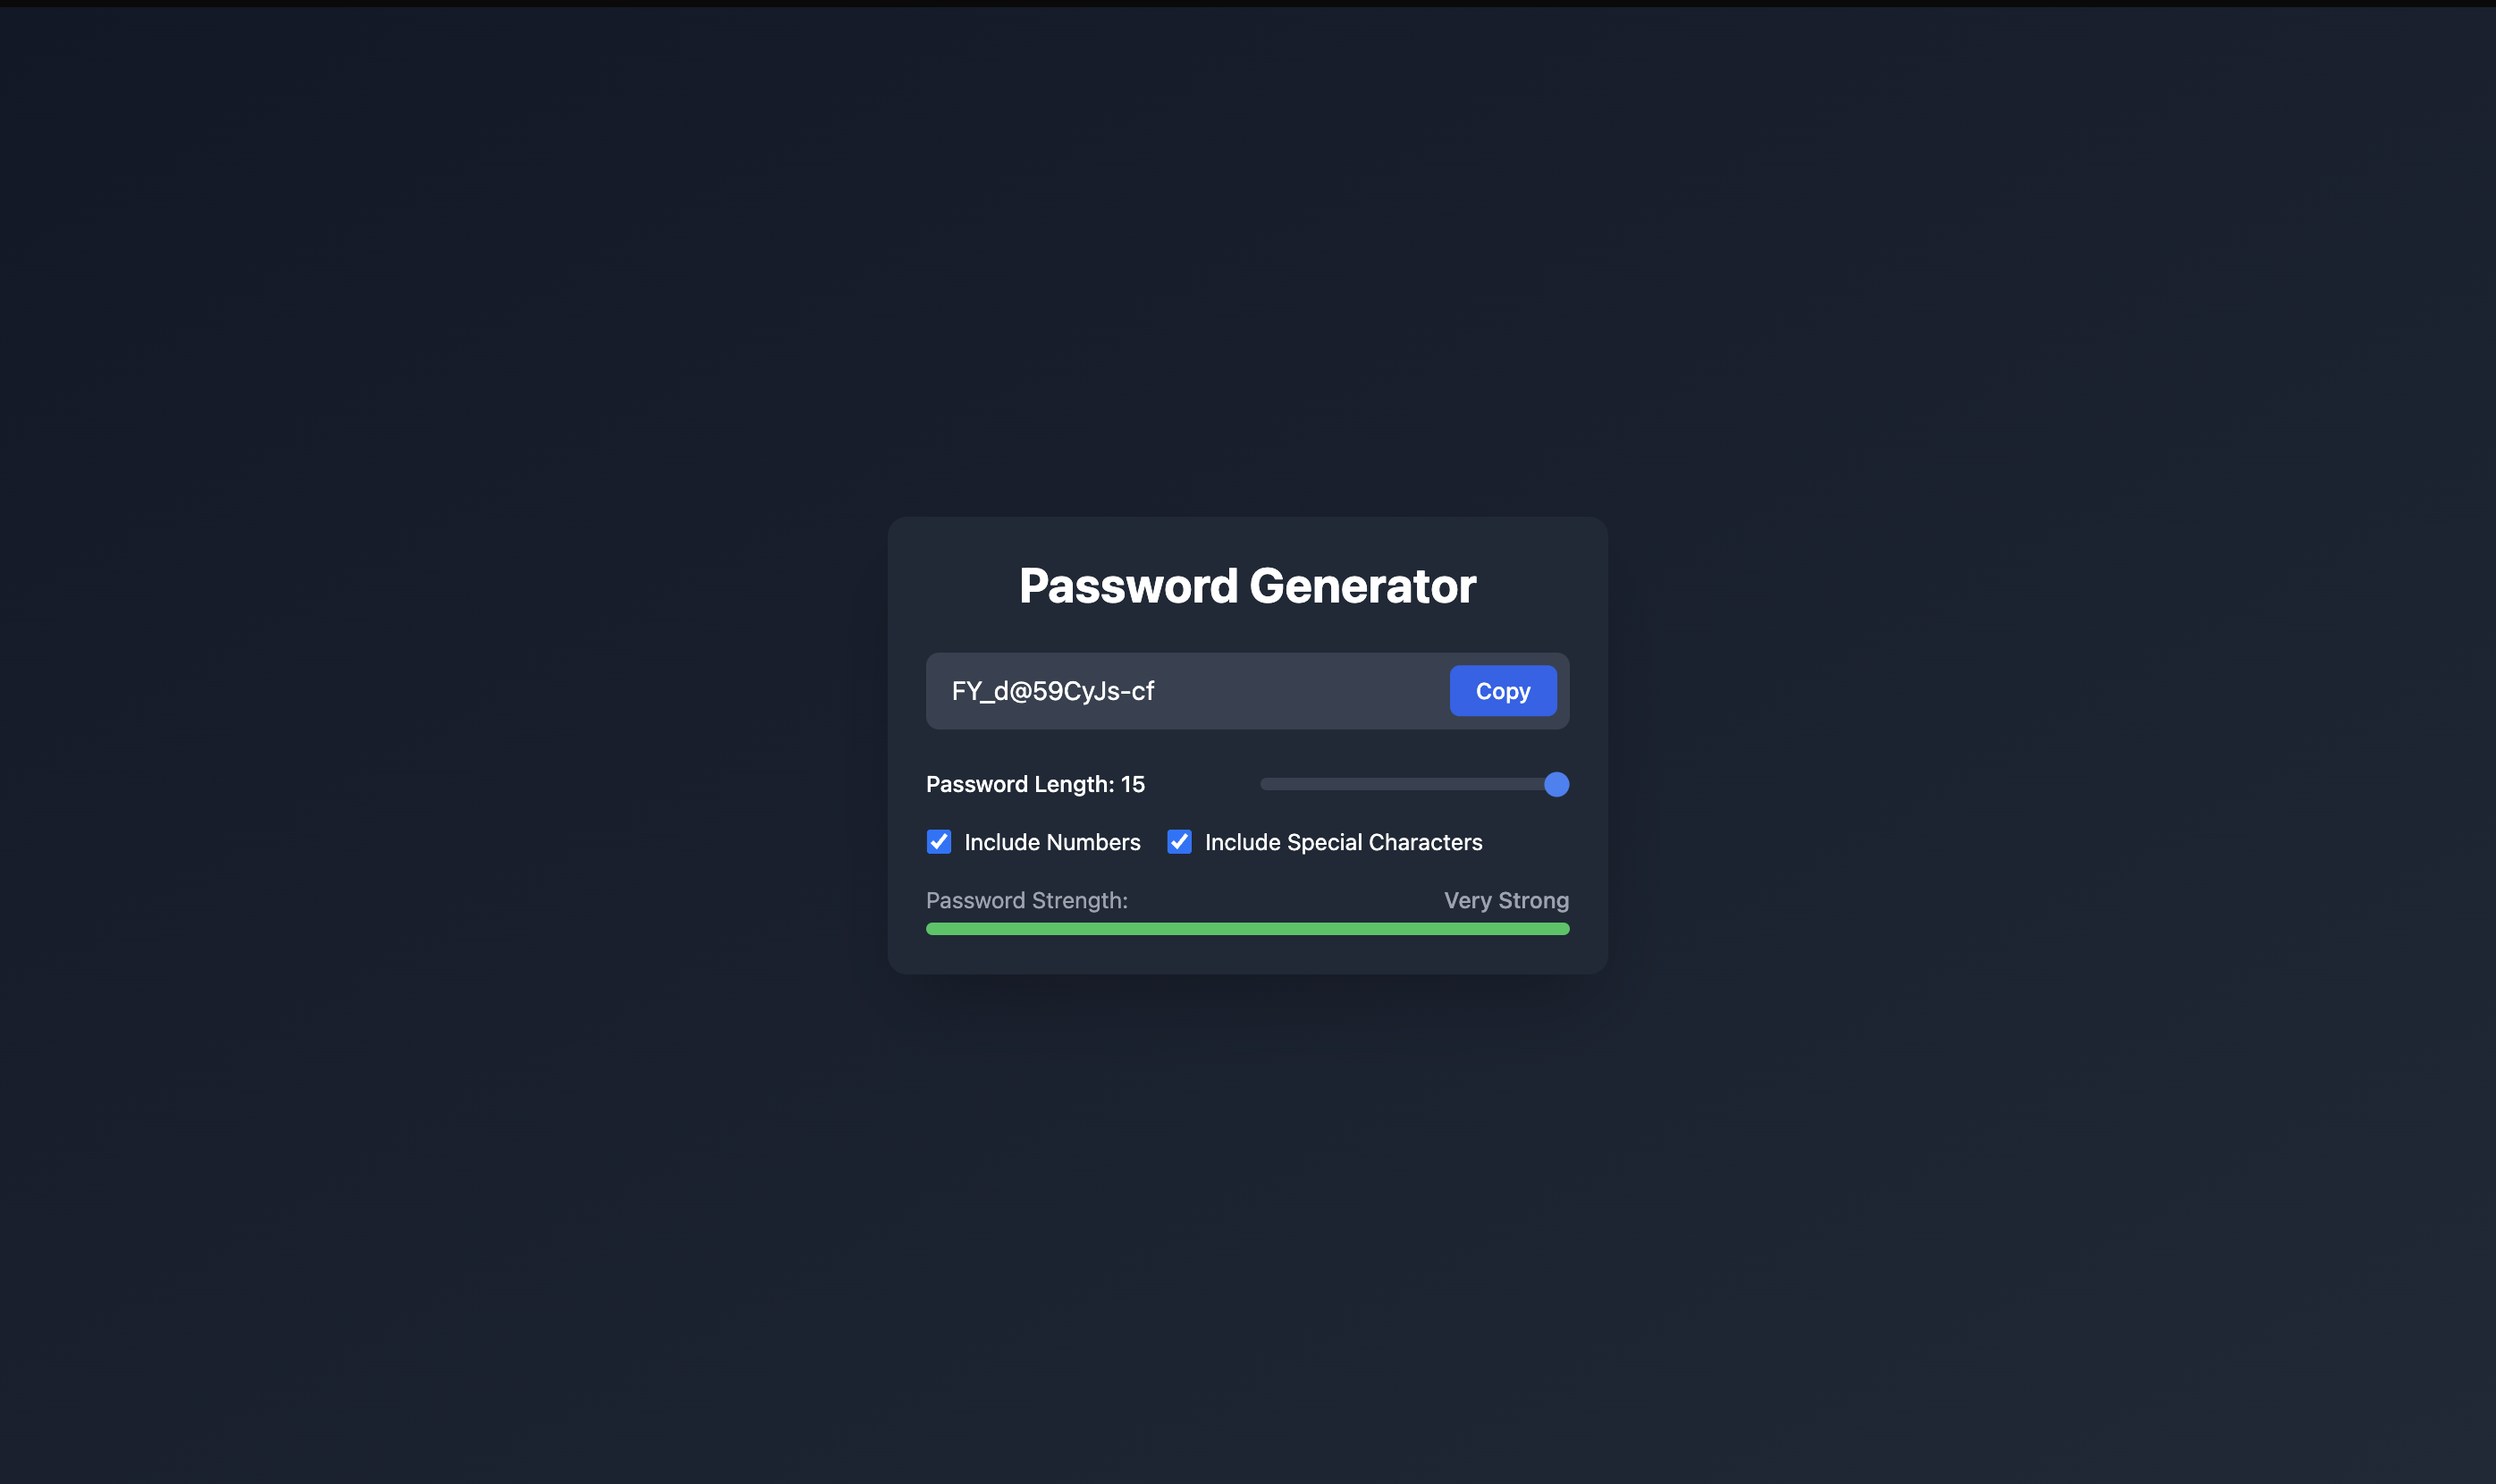 Password Generator
FY_d@59CyJs-cf
Copy
Password Length: 15
Include Numbers Include Special Characters
Password Strength: Very Strong